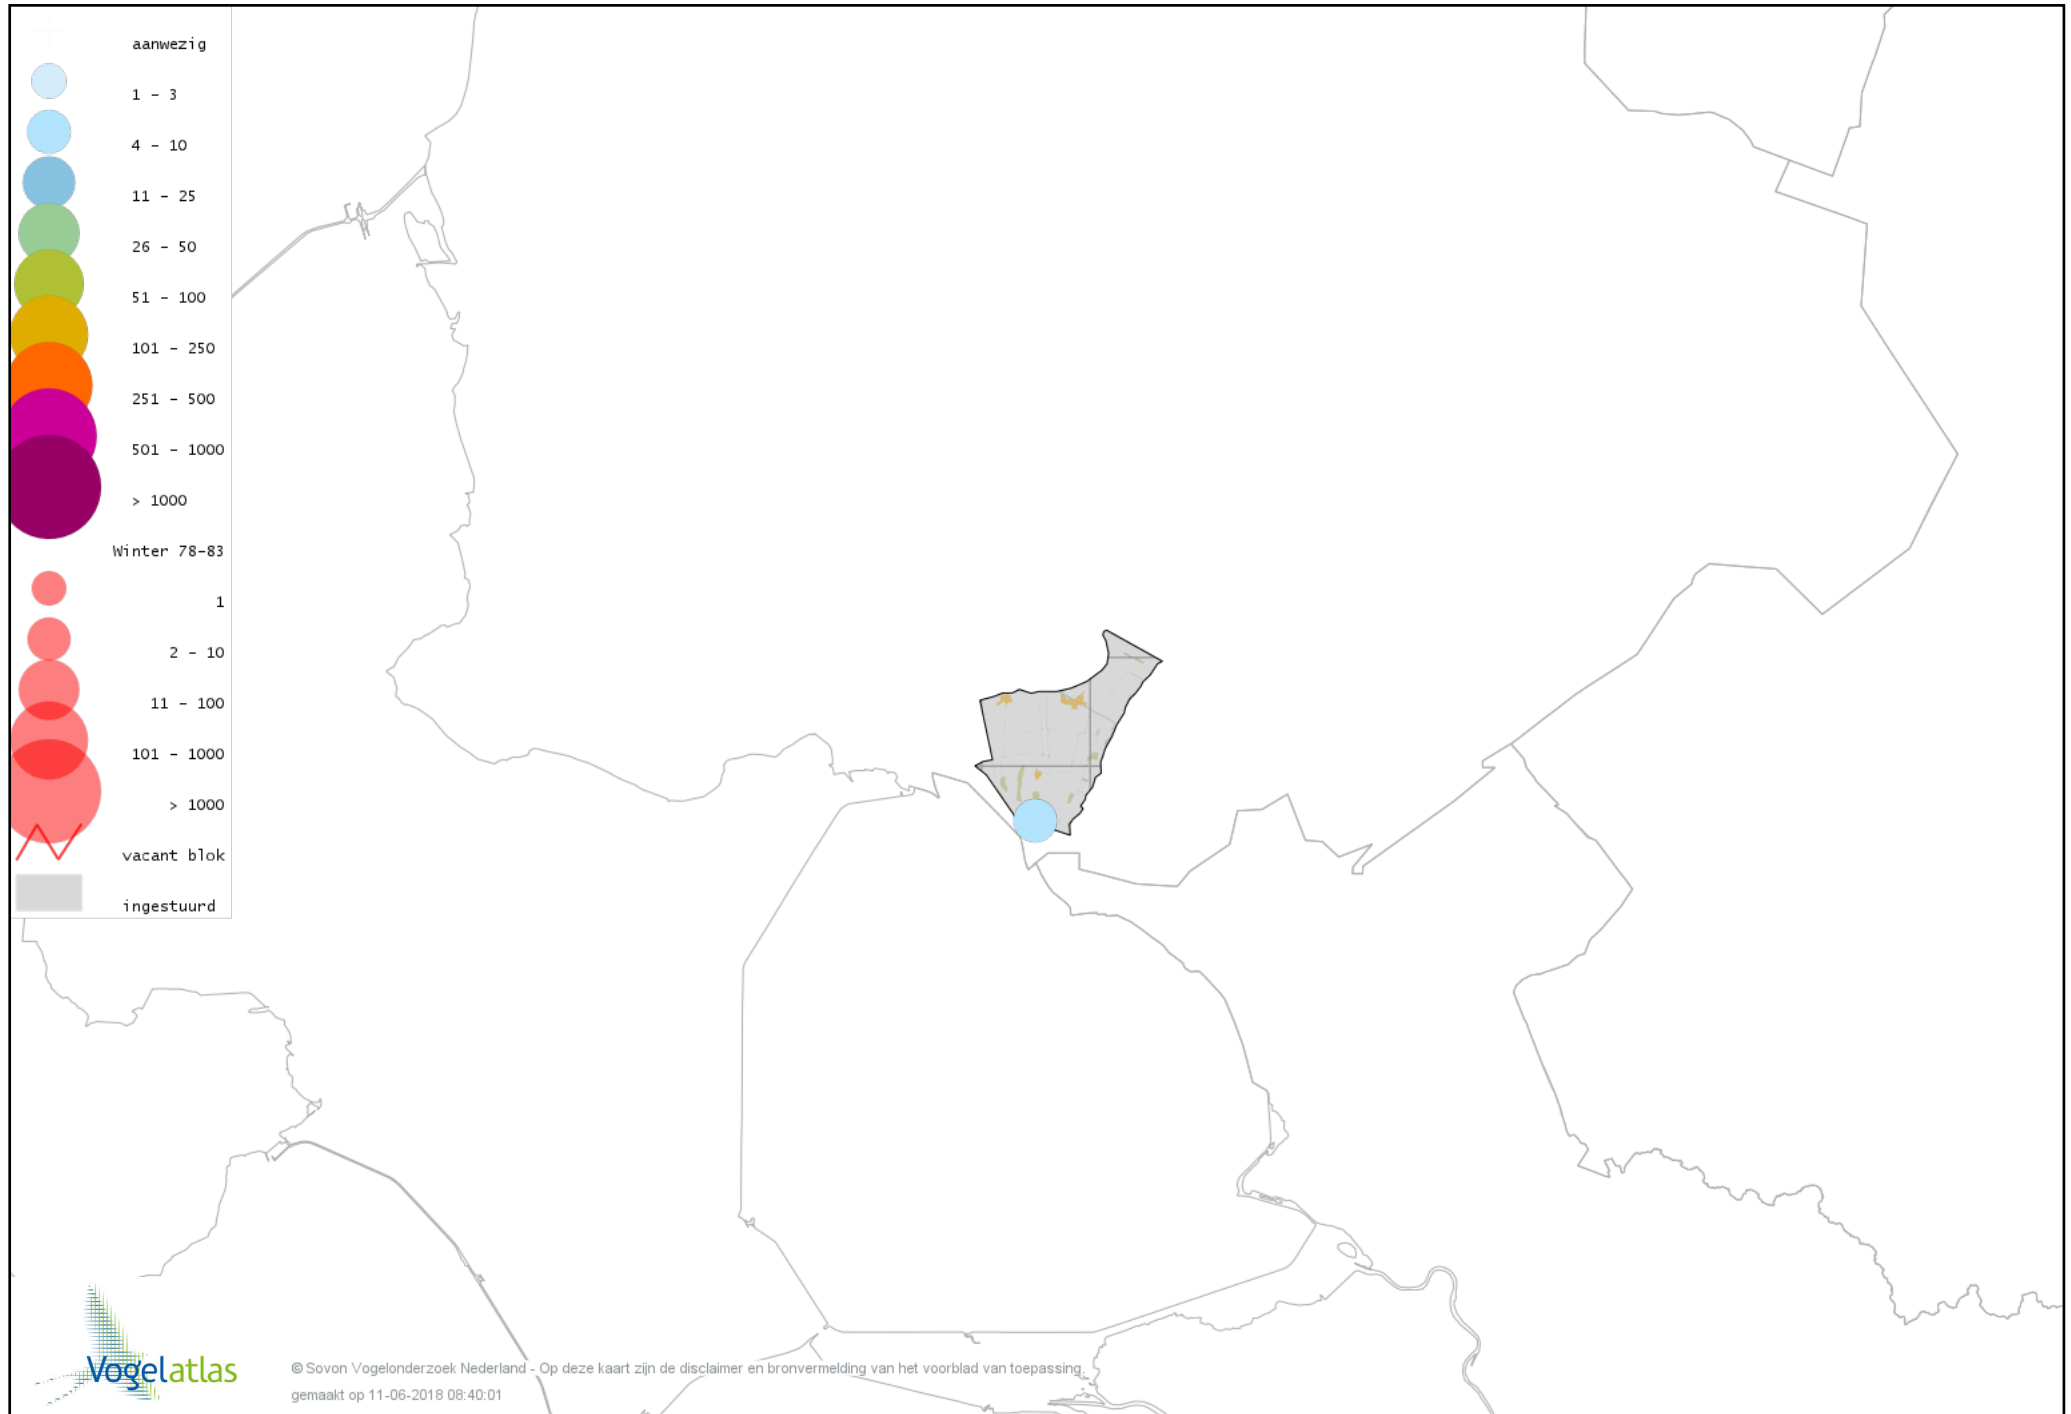 aanwezig
1 - 3
4 - 10
11 - 25
26 - 50
51 - 100
101 - 250
251 - 500
501 - 1000
> 1000
Winter 78-83
1
2 - 10
11 - 100
101 - 1000
> 1000
vacant blok
ingestuurd
Vogelatlas
© Sovon Vogelonderzoek Nederland - Op deze kaart zijn de disclaimer en bronvermelding van het voorblad van toepassing.
gemaakt op 11-06-2018 08:40:01